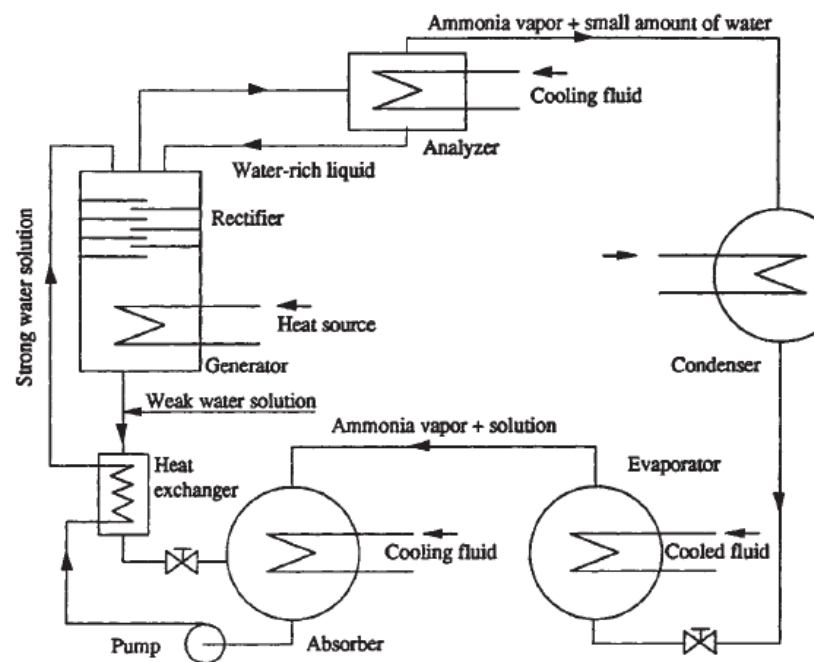 Ammonia vapor + small amount of water
Cooling fluid
Analyzer
Water-rich liquid
Rectifier
Strong water solution
Heat source
Generator
Condenser
Weak water solution
Ammonia vapor + solution
Heat
exchanger
Evaporator
Cooling fluid
Cooled fluid
Pump
Absorber